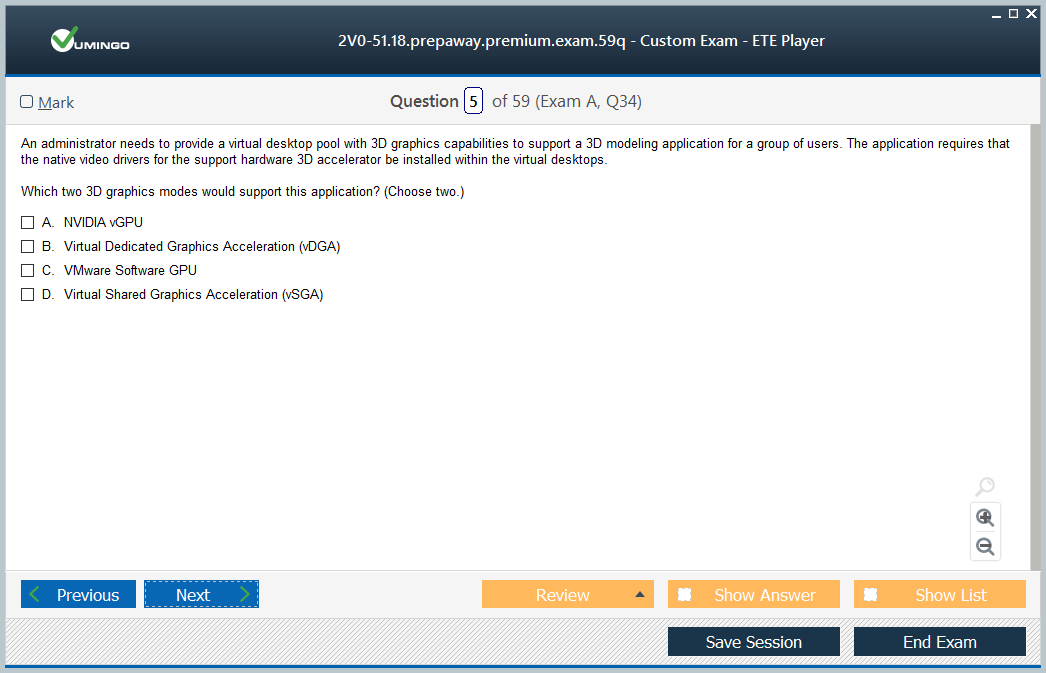 VUMINGO
2V0-51.18.prepaway.premium.exam.59q - Custom Exam - ETE Player
Mark
Question 5 of 59 (Exam A, Q34)
An administrator needs to provide a virtual desktop pool with 3D graphics capabilities to support a 3D modeling application for a group of users. The application requires that
the native video drivers for the support hardware 3D accelerator be installed within the virtual desktops.
Which two 3D graphics modes would support this application? (Choose two.)
A. NVIDIA vGPU
B. Virtual Dedicated Graphics Acceleration (vDGA)
C. VMware Software GPU
D. Virtual Shared Graphics Acceleration (vSGA)
Previous Next Review Show Answer Show List
Save Session End Exam